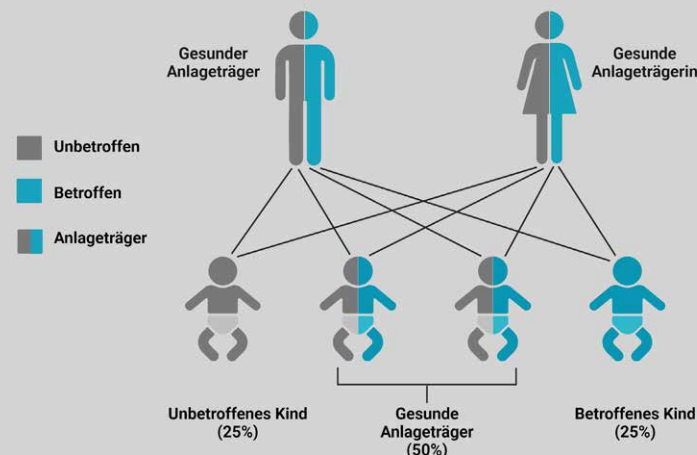 Gesunder
Anlageträger
Gesunde
Anlageträgerin
Unbetroffen
Betroffen
Anlageträger
Unbetroffenes Kind
(25%)
Gesunde
Anlageträger
(50%)
Betroffenes Kind
(25%)